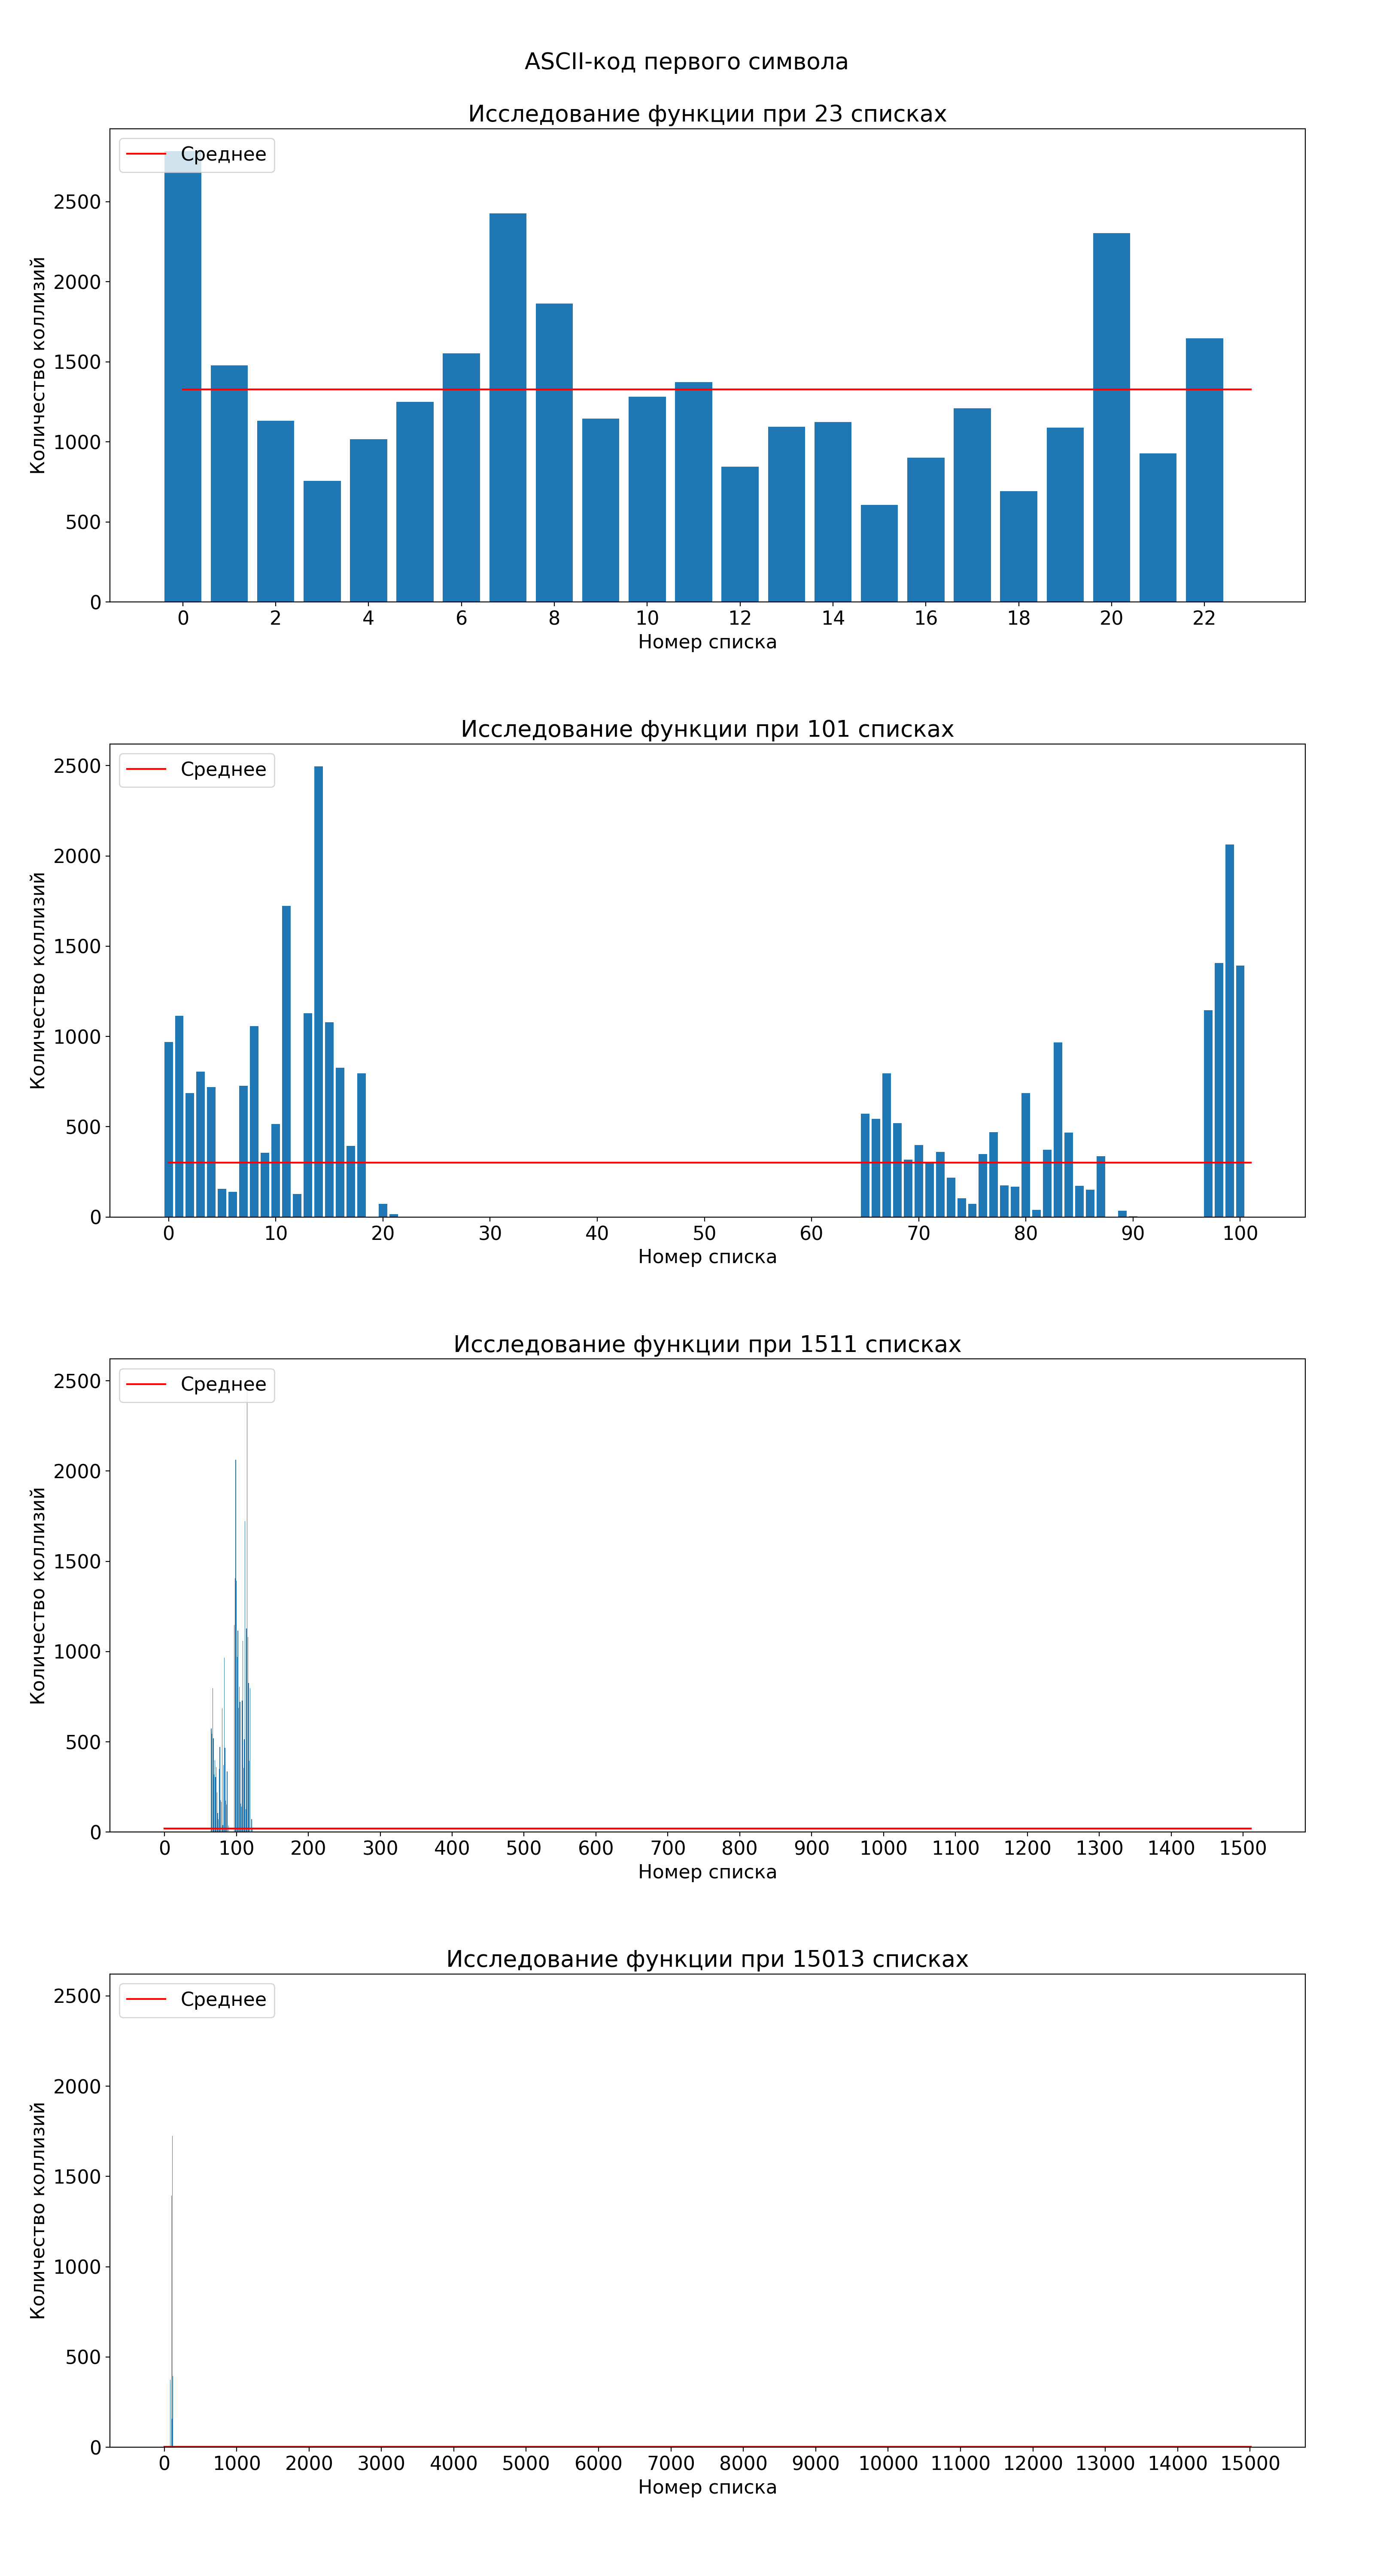 ASCII-код первого символа
Исследование функции при 23 списках
Среднее
Количество коллизий
2500
2000
1500
1000
500
0
0 2 4 6 8 10 12 14 16 18 20 22
Номер списка
Исследование функции при 101 списках
Среднее
Количество коллизий
2500
2000
1500
1000
500
0
0 10 20 30 40 50 60 70 80 90 100
Номер списка
Исследование функции при 1511 списках
Среднее
Количество коллизий
2500
2000
1500
1000
500
0
0 100 200 300 400 500 600 700 800 900 1000 1100 1200 1300 1400 1500
Номер списка
Исследование функции при 15013 списках
Среднее
Количество коллизий
2500
2000
1500
1000
500
0
0 1000 2000 3000 4000 5000 6000 7000 8000 9000 10000 11000 12000 13000 14000 15000
Номер списка